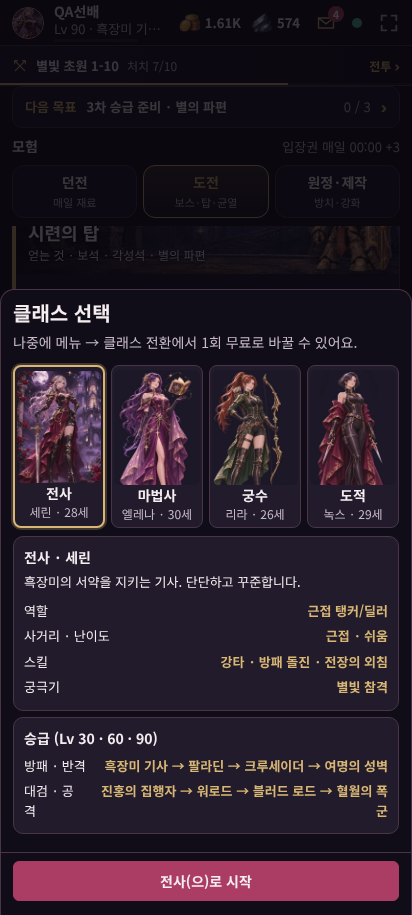 QA선배
Lv 90 · 흑장미 기…
1.61K
574
4
별빛 초원 1-10 처치 7/10
전투 ›
다음 목표 3차 승급 준비 · 별의 파편 0 / 3 ›
모험 입장권 매일 00:00 +3
던전 도전 원정·제작
매일 재료 보스·탑·균열 방치·강화
시련의 탑
얻는 것 · 보석 · 각성석 · 별의 파편
클래스 선택
나중에 메뉴 → 클래스 전환에서 1회 무료로 바꿀 수 있어요.
전사 마법사 궁수 도적
세린 · 28세 엘레나 · 30세 리라 · 26세 녹스 · 29세
전사 · 세린
흑장미의 서약을 지키는 기사. 단단하고 꾸준합니다.
역할 근접 탱커/딜러
사거리 · 난이도 근접 · 쉬움
스킬 강타 · 방패 돌진 · 전장의 외침
궁극기 별빛 참격
승급 (Lv 30 · 60 · 90)
방패 · 반격 흑장미 기사 → 팔라딘 → 크루세이더 → 여명의 성벽
대검 · 공격 진홍의 집행자 → 워로드 → 블러드 로드 → 혈월의 폭군
전사(으)로 시작